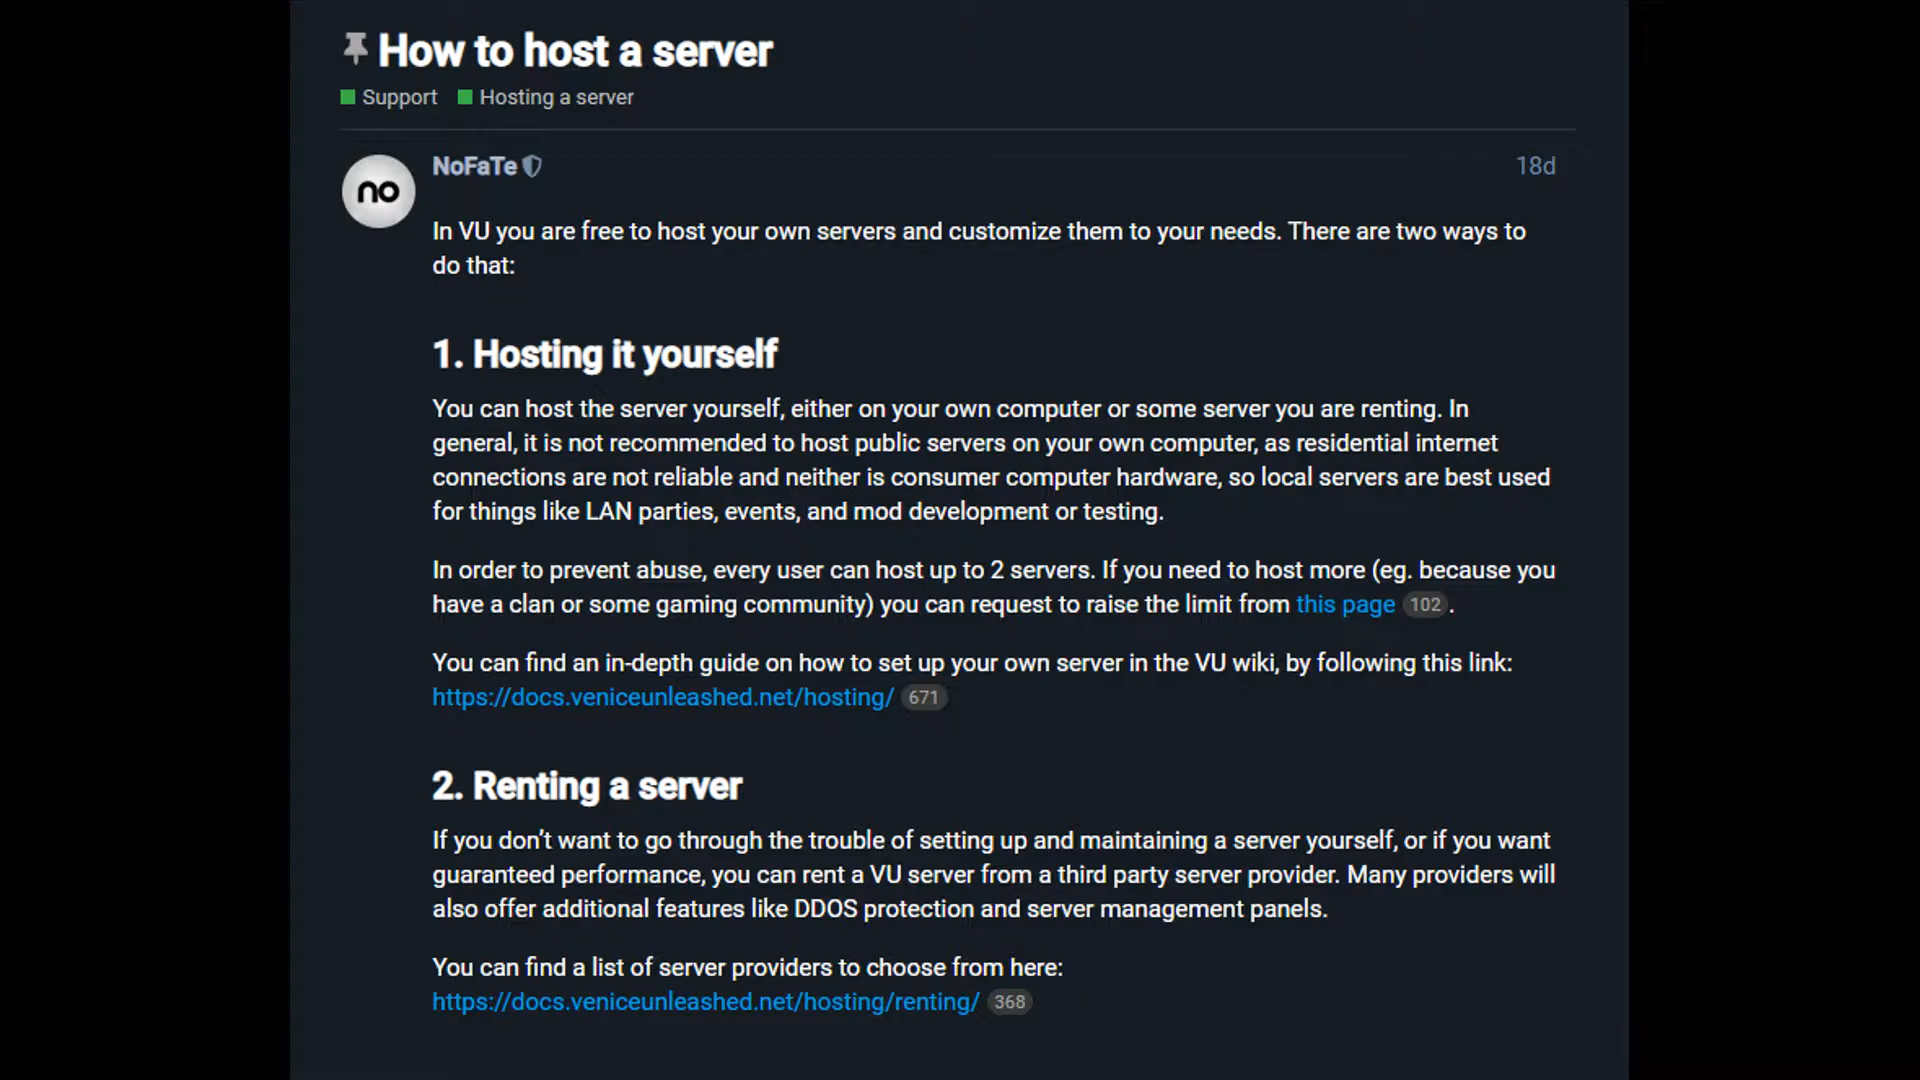 How to host a server
Support Hosting a server
NoFaTe 18d
no
In VU you are free to host your own servers and customize them to your needs. There are two ways to
do that:
1. Hosting it yourself
You can host the server yourself, either on your own computer or some server you are renting. In
general, it is not recommended to host public servers on your own computer, as residential internet
connections are not reliable and neither is consumer computer hardware, so local servers are best used
for things like LAN parties, events, and mod development or testing.
In order to prevent abuse, every user can host up to 2 servers. If you need to host more (eg. because you
have a clan or some gaming community) you can request to raise the limit from this page 102 .
You can find an in-depth guide on how to set up your own server in the VU wiki, by following this link:
https://docs.veniceunleashed.net/hosting/ 671
2. Renting a server
If you don’t want to go through the trouble of setting up and maintaining a server yourself, or if you want
guaranteed performance, you can rent a VU server from a third party server provider. Many providers will
also offer additional features like DDOS protection and server management panels.
You can find a list of server providers to choose from here:
https://docs.veniceunleashed.net/hosting/renting/ 368